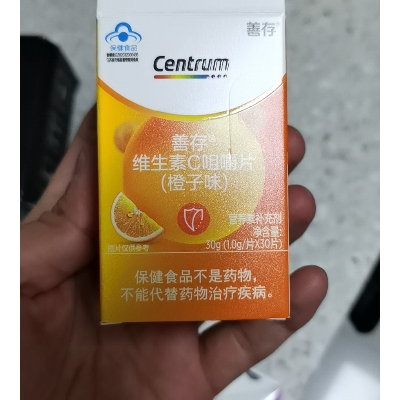 保健食品
善存
Centrum
善存®
维生素C咀嚼片
(橙子味)
图片仅供参考
营养素补充剂
净含量:
30g (1.0g/片X30片)
保健食品不是药物,
不能代替药物治疗疾病。